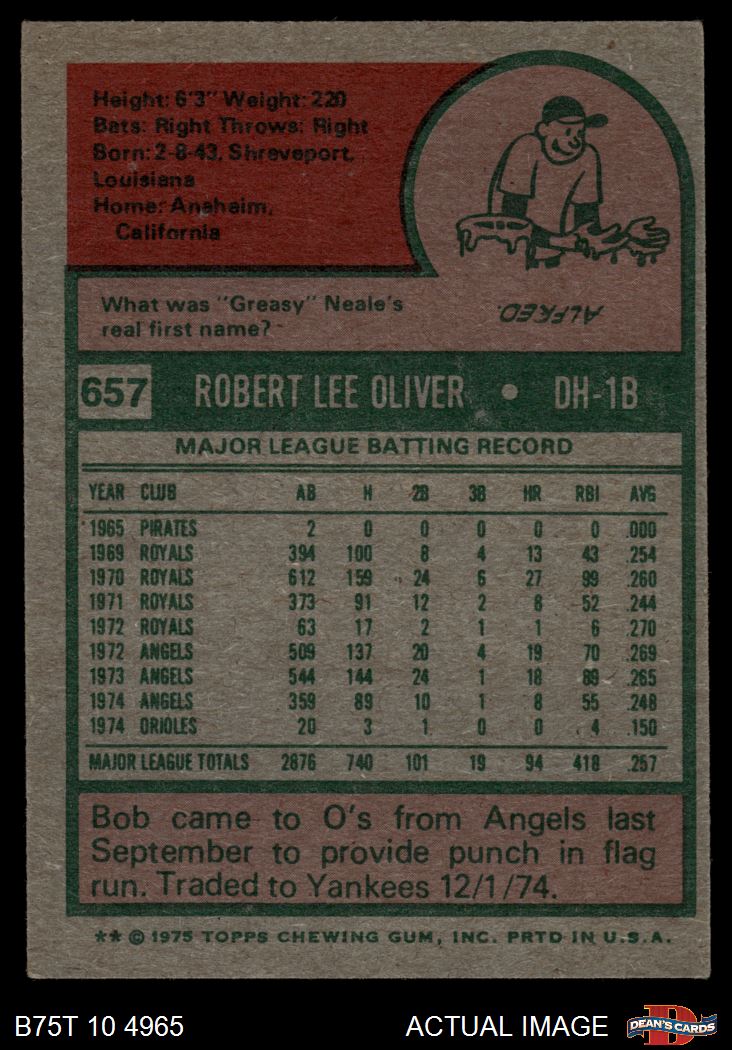 Height: 6'3" Weight: 220
Bats: Right Throws: Right
Born: 2-8-43, Shreveport,
Louisiana
Home: Anaheim,
California
What was "Greasy" Neale's
real first name?
ALFRED.
657 ROBERT LEE OLIVER • DH-1B
MAJOR LEAGUE BATTING RECORD
YEAR CLUB AB H 2B 3B HR RBI AVG
1965 PIRATES 2 0 0 0 0 0 .000
1969 ROYALS 394 100 8 4 13 43 .254
1970 ROYALS 612 159 24 6 27 99 .260
1971 ROYALS 373 91 12 2 8 52 .244
1972 ROYALS 63 17 2 1 1 6 .270
1972 ANGELS 509 137 20 4 19 70 .269
1973 ANGELS 544 144 24 1 18 89 .265
1974 ANGELS 359 89 10 1 8 55 .248
1974 ORIOLES 20 3 1 0 0 4 .150
MAJOR LEAGUE TOTALS 2876 740 101 19 94 418 .257
Bob came to O's from Angels last
September to provide punch in flag
run. Traded to Yankees 12/1/74.
** © 1975 TOPPS CHEWING GUM, INC. PRTD IN U.S.A.
B75T 10 4965 ACTUAL IMAGE DEAN'S CARDS